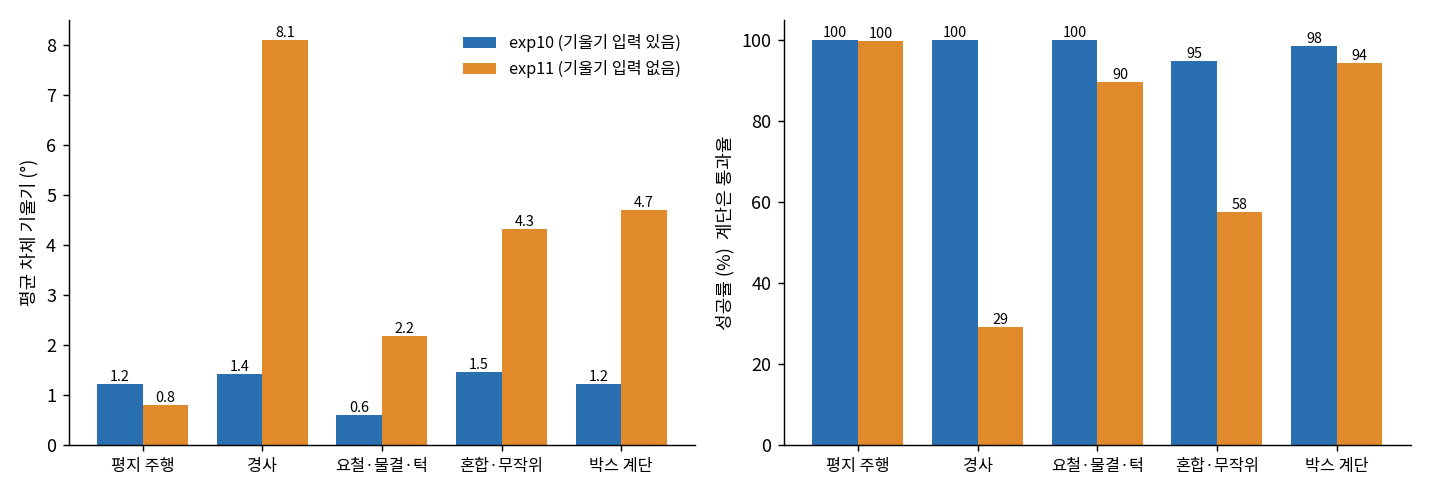 평균 차체 기울기 (°)
8
7
6
5
4
3
2
1
0
exp10 (기울기 입력 있음)
exp11 (기울기 입력 없음)
1.2
0.8
1.4
8.1
0.6
2.2
1.5
4.3
1.2
4.7
평지 주행
경사
요철·물결·턱
혼합·무작위
박스 계단
성공률 (%) 계단은 통과율
100
80
60
40
20
0
100
100
100
29
100
90
95
58
98
94
평지 주행
경사
요철·물결·턱
혼합·무작위
박스 계단